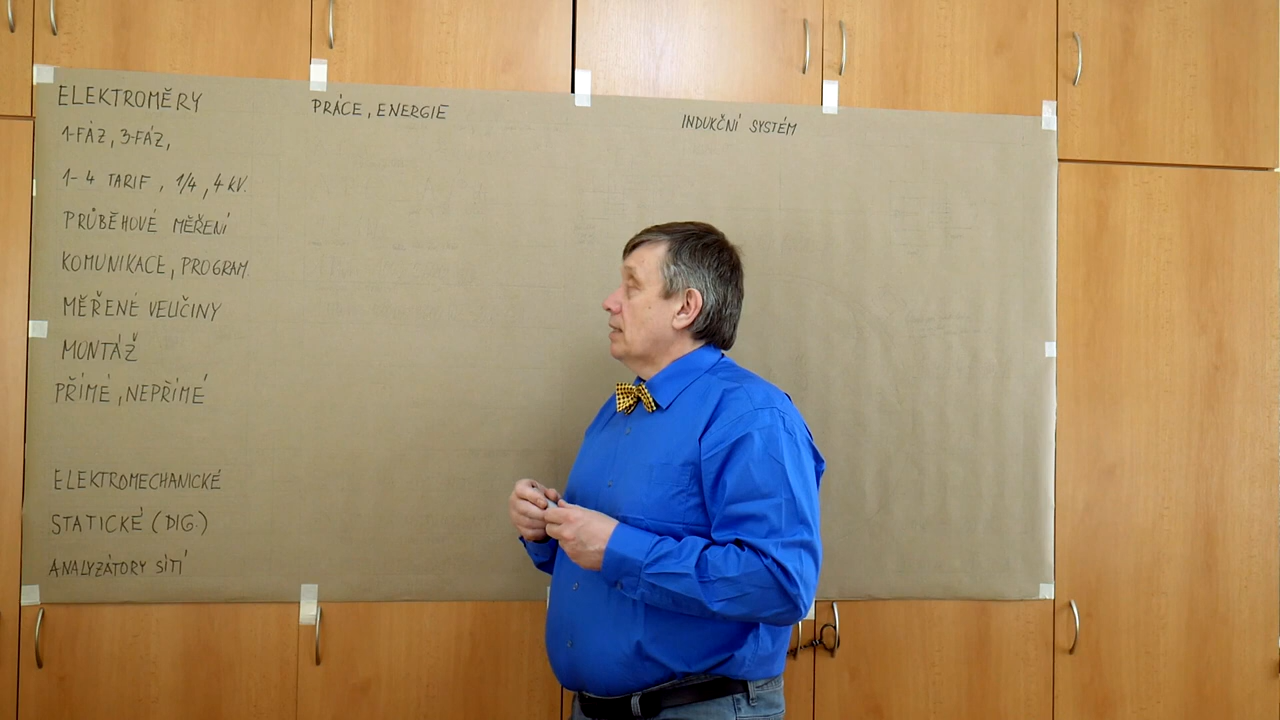 ELEKTROMĚRY
1-FÁZ, 3-FÁZ,
1-4 TARIF, 1/4, 4 KV.
PRŮBĚHOVÉ MĚŘENÍ
KOMUNIKACE, PROGRAM.
MĚŘENÉ VELIČINY
MONTÁŽ
PŘÍMÉ, NEPŘÍMÉ
ELEKTROMECHANICKÉ
STATICKÉ (DIG.)
ANALYZÁTORY SÍTÍ
PRÁCE, ENERGIE
INDUKČNÍ SYSTÉM